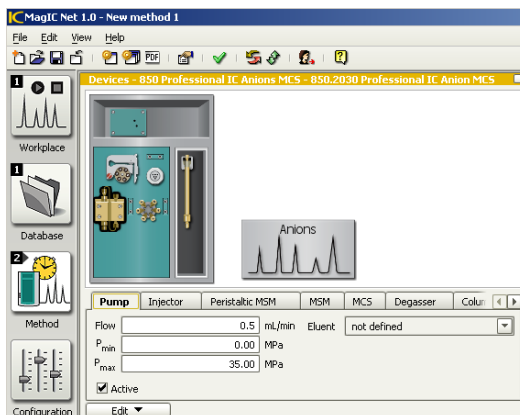 MagIC Net 1.0 - New method 1
File Edit View Help
PDF
Devices - 850 Professional IC Anions MCS - 850.2030 Professional IC Anion MCS
1
Workplace
1
Database
2
Method
Configuration
Anions
Pump Injector Peristaltic MSM MSM MCS Degasser Colu
Flow 0.5 mL/min Eluent not defined
Pmin 0.00 MPa
Pmax 35.00 MPa
Active
Edit